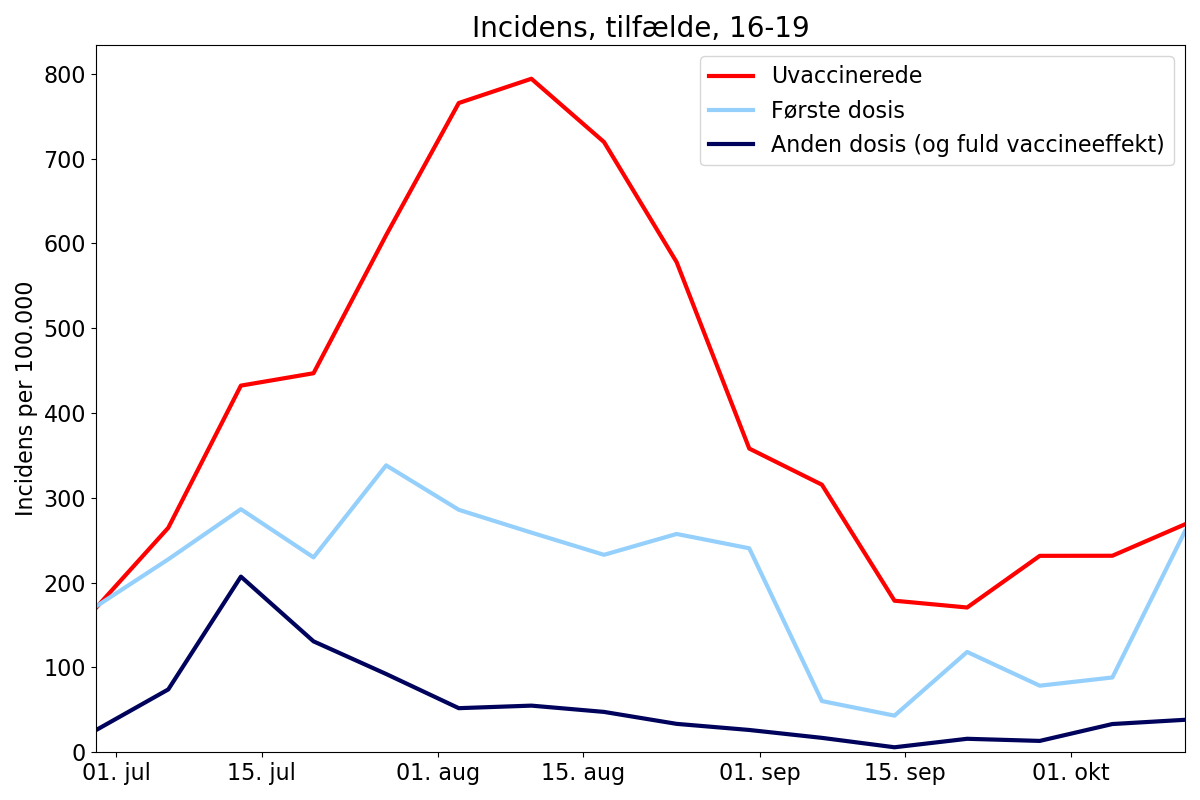 Incidens, tilfælde, 16-19
Uvaccinerede
Første dosis
Anden dosis (og fuld vaccineeffekt)
Incidens per 100.000
800
700
600
500
400
300
200
100
0
01. jul 15. jul 01. aug 15. aug 01. sep 15. sep 01. okt